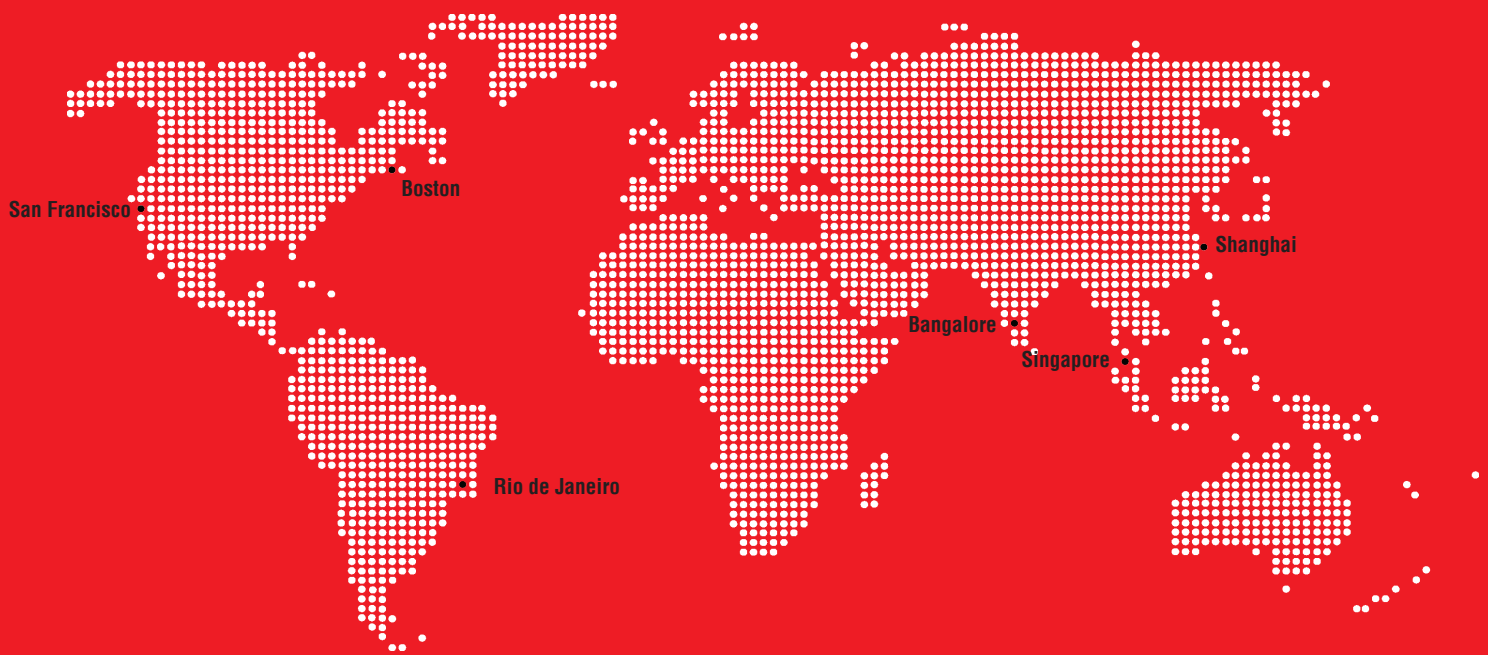 Boston
San Francisco
Shanghai
Bangalore
Singapore
Rio de Janeiro